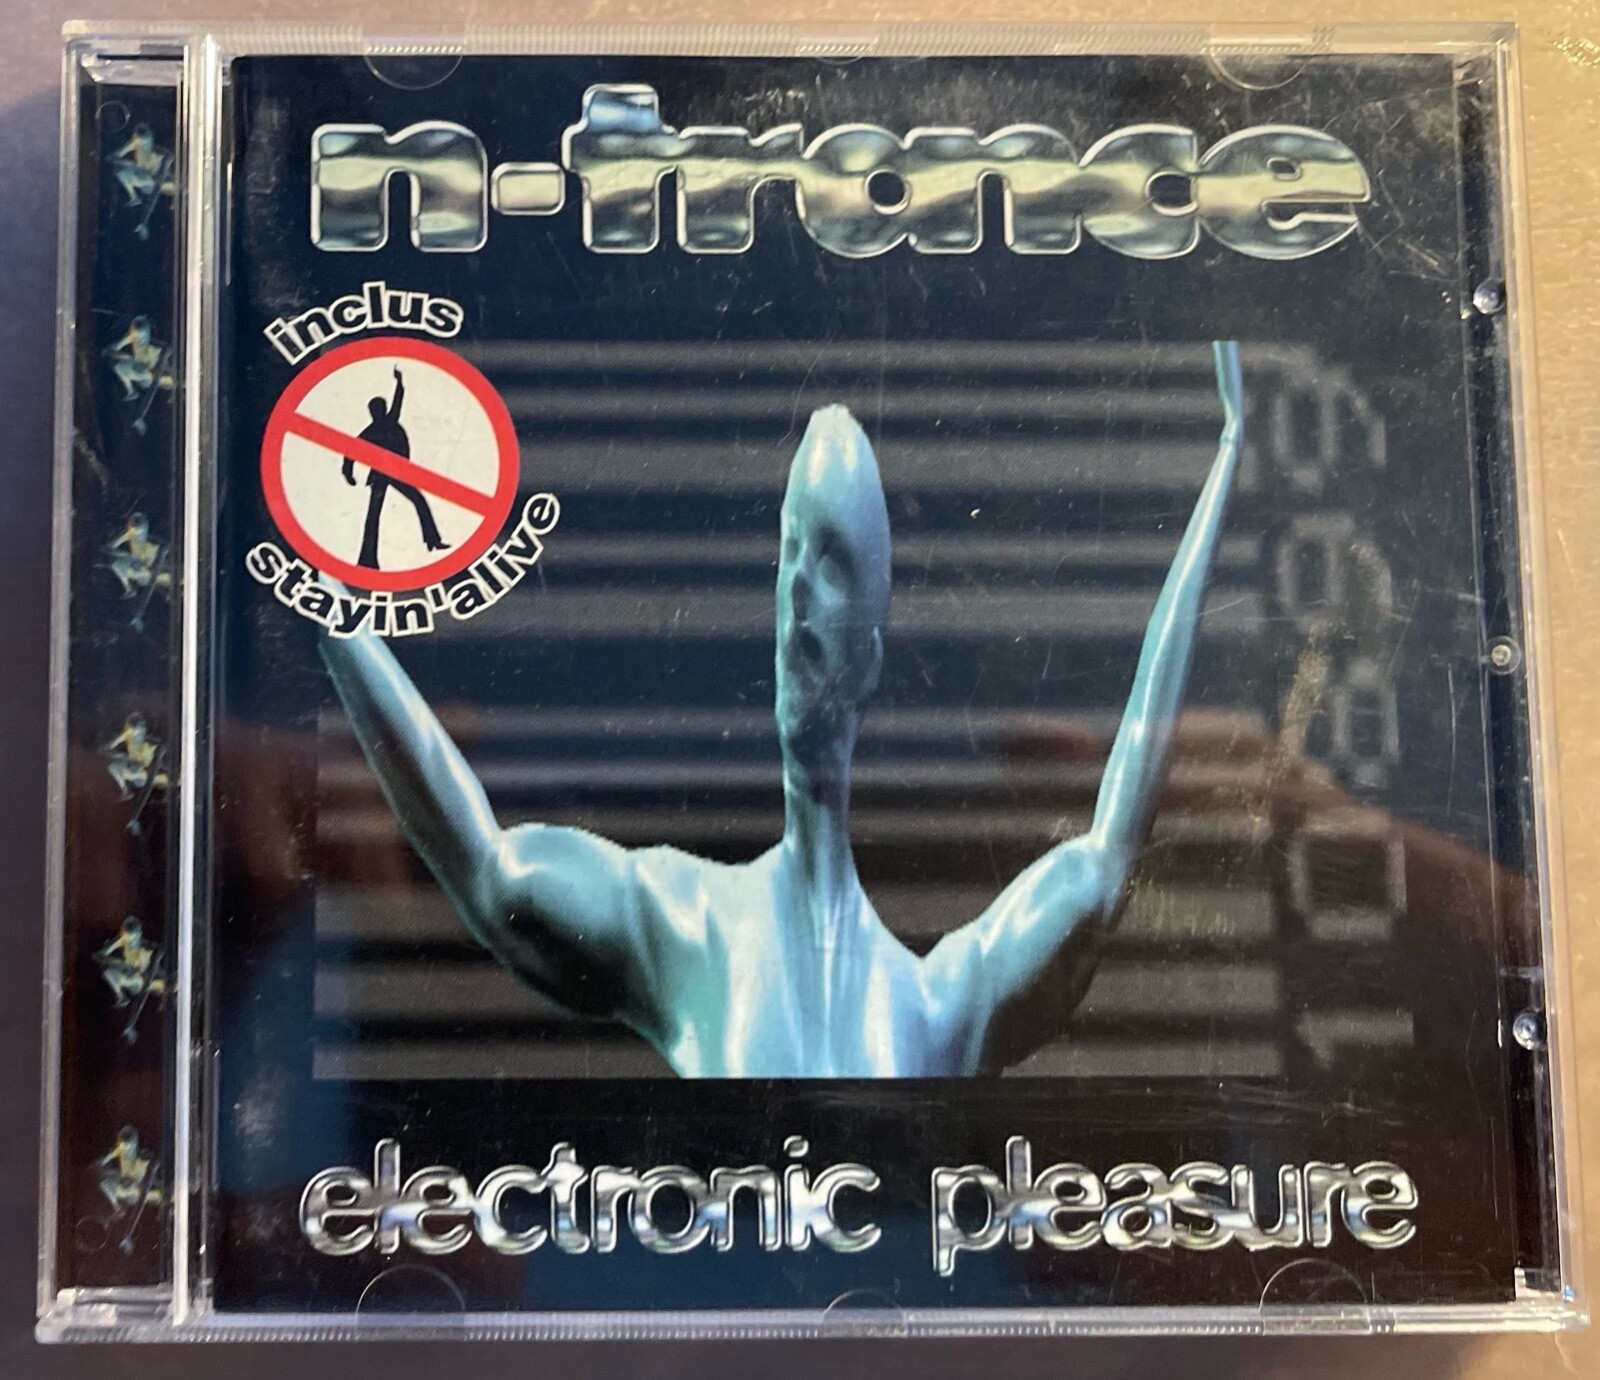 n-trance
inclus
stayin'alive
electronic pleasure